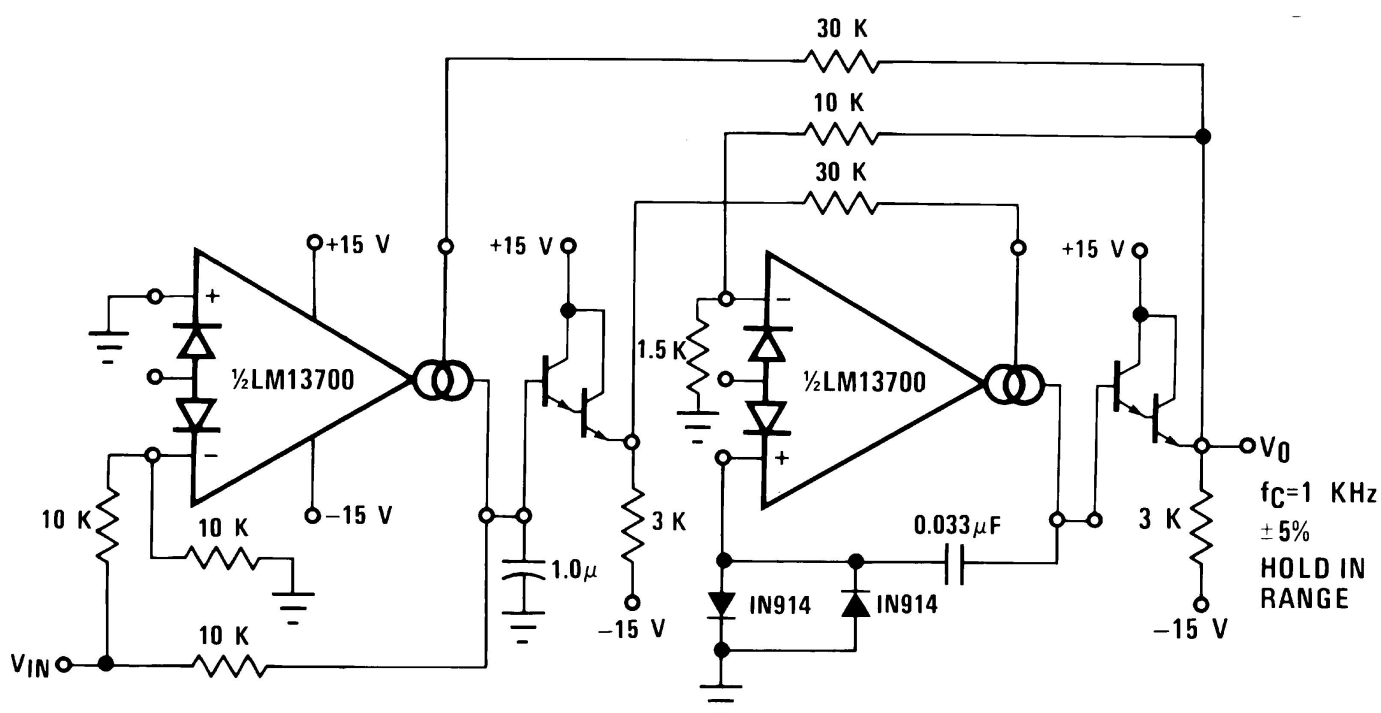 30 K
10 K
30 K
+15 V
+15 V
+15 V
+
−
1.5 K
½LM13700
½LM13700
−
+
−15 V
10 K
10 K
3 K
1.0μ
−15 V
0.033μF
IN914
IN914
3 K
−15 V
V0
fC=1 KHz
±5%
HOLD IN
RANGE
10 K
VIN